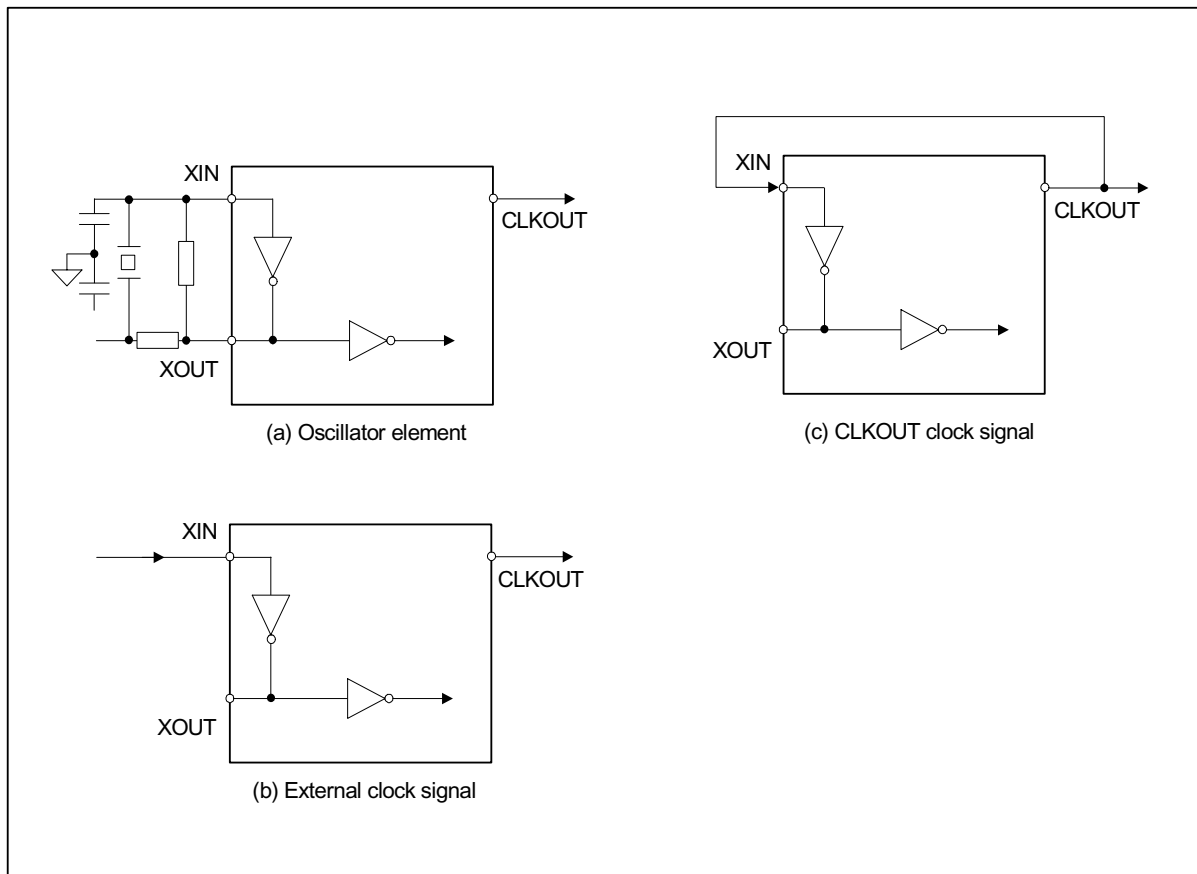 XIN
CLKOUT
XOUT
(a) Oscillator element
XIN
CLKOUT
XOUT
(c) CLKOUT clock signal
XIN
CLKOUT
XOUT
(b) External clock signal